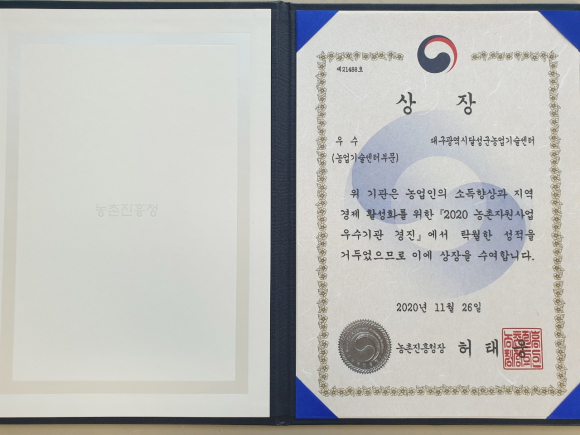 농촌진흥청
제21486호
상 장
우 수 대구광역시달성군농업기술센터
(농업기술센터부문)
위 기관은 농업인의 소득향상과 지역
경제 활성화를 위한 『2020 농촌자원사업
우수기관 경진』에서 탁월한 성적을
거두었으므로 이에 상장을 수여합니다.
2020년 11월 26일
농촌진흥청장 허 태 웅